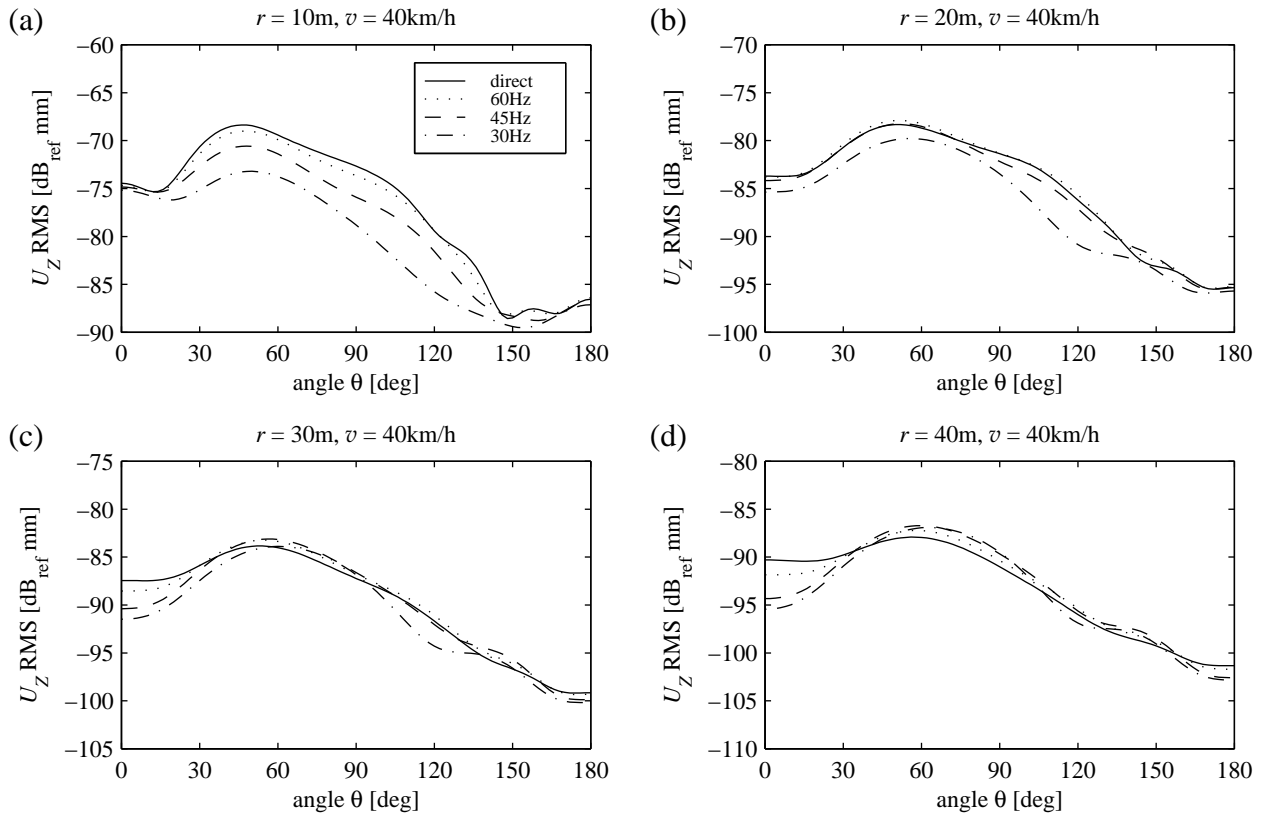 (a)
r = 10m, v = 40km/h
−60
−65
−70
−75
−80
−85
−90
U_Z RMS [dB_ref mm]
direct
60Hz
45Hz
30Hz
0 30 60 90 120 150 180
angle θ [deg]
(b)
r = 20m, v = 40km/h
−70
−75
−80
−85
−90
−95
−100
U_Z RMS [dB_ref mm]
0 30 60 90 120 150 180
angle θ [deg]
(c)
r = 30m, v = 40km/h
−75
−80
−85
−90
−95
−100
−105
U_Z RMS [dB_ref mm]
0 30 60 90 120 150 180
angle θ [deg]
(d)
r = 40m, v = 40km/h
−80
−85
−90
−95
−100
−105
−110
U_Z RMS [dB_ref mm]
0 30 60 90 120 150 180
angle θ [deg]